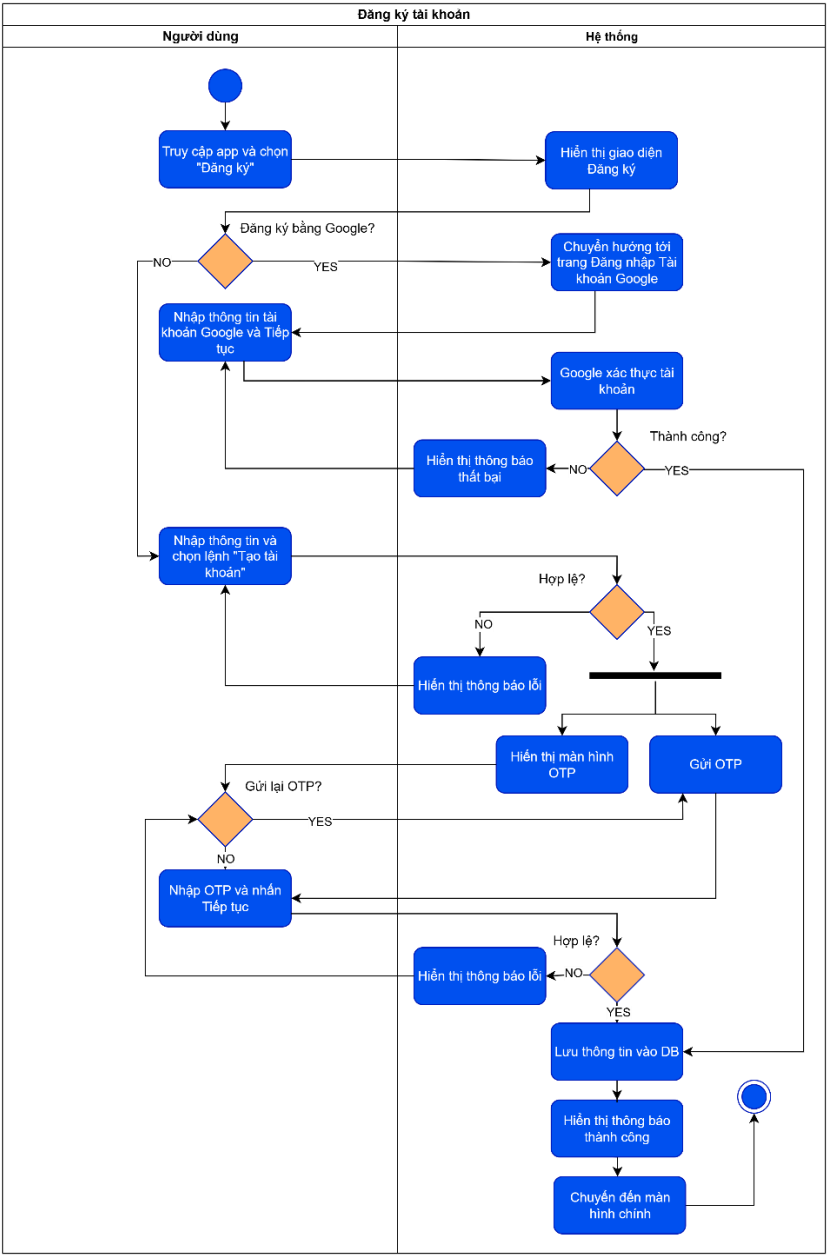 Đăng ký tài khoản
Người dùng
Hệ thống
Truy cập app và chọn
"Đăng ký"
Hiển thị giao diện
Đăng ký
Đăng ký bằng Google?
NO
YES
Chuyển hướng tới
trang Đăng nhập Tài
khoản Google
Nhập thông tin tài
khoản Google và Tiếp
tục
Google xác thực tài
khoản
Thành công?
Hiển thị thông báo
thất bại
NO
YES
Nhập thông tin và
chọn lệnh "Tạo tài
khoản"
Hợp lệ?
NO
YES
Hiển thị thông báo lỗi
Hiển thị màn hình
OTP
Gửi OTP
Gửi lại OTP?
YES
NO
Nhập OTP và nhấn
Tiếp tục
Hợp lệ?
Hiển thị thông báo lỗi
NO
YES
Lưu thông tin vào DB
Hiển thị thông báo
thành công
Chuyển đến màn
hình chính